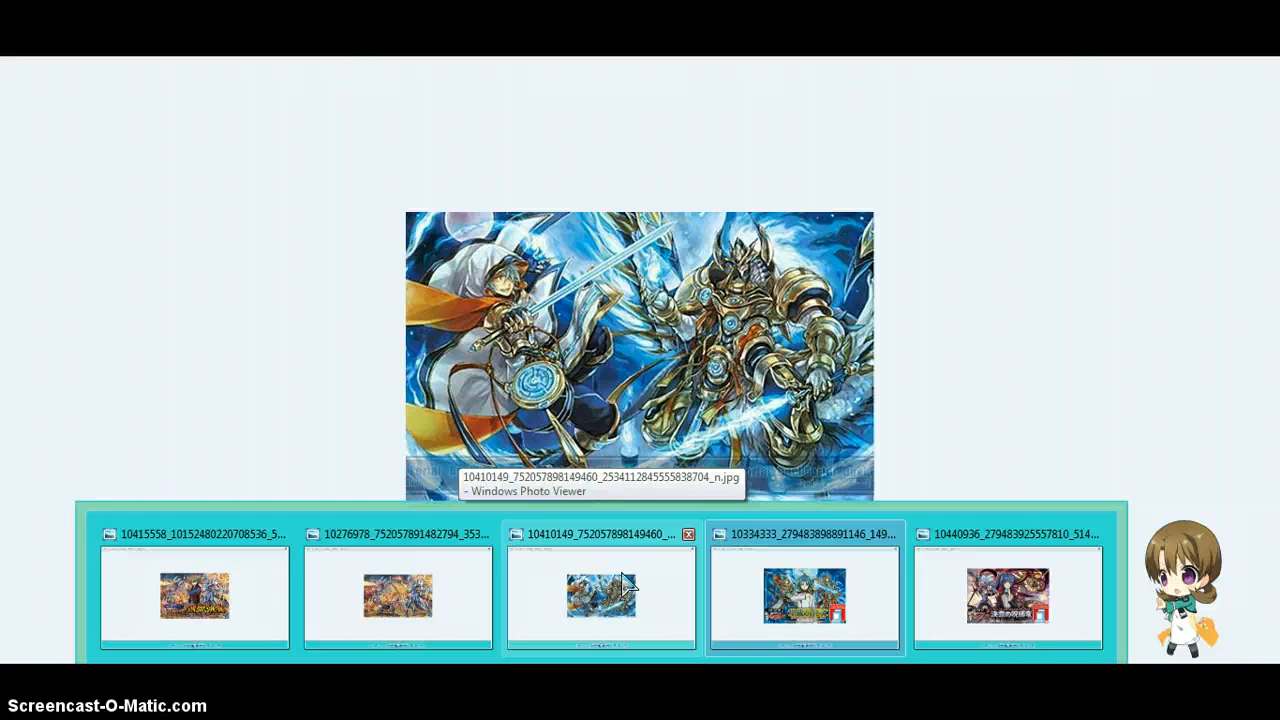 10410149_752057898149460_2534112845555838704_n.jpg
- Windows Photo Viewer
10415558_10152480220708536_5...
10276978_752057891482794_353...
10410149_752057898149460_...
10334333_279483898891146_149...
10440936_279483925557810_514...
Screencast-O-Matic.com